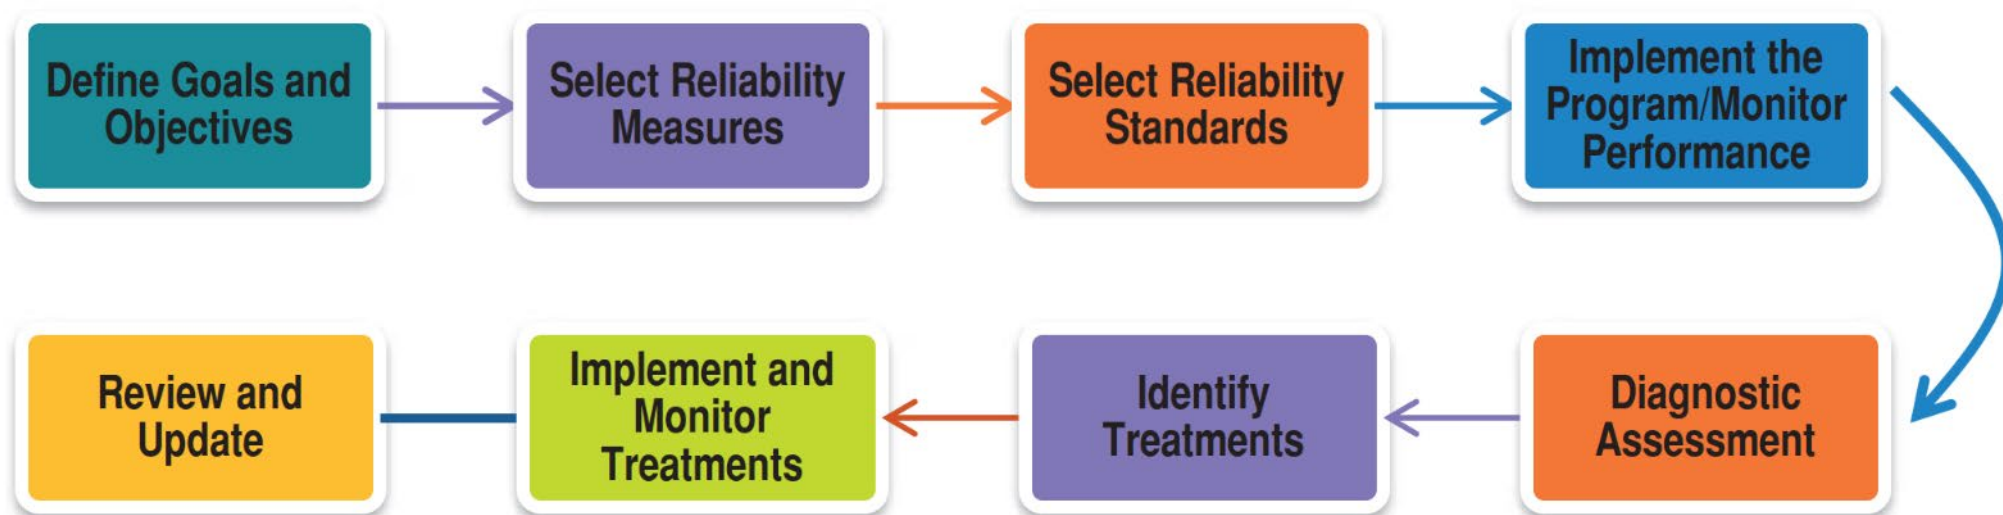 Define Goals and
Objectives
Select Reliability
Measures
Select Reliability
Standards
Implement the
Program/Monitor
Performance
Diagnostic
Assessment
Identify
Treatments
Implement and
Monitor
Treatments
Review and
Update